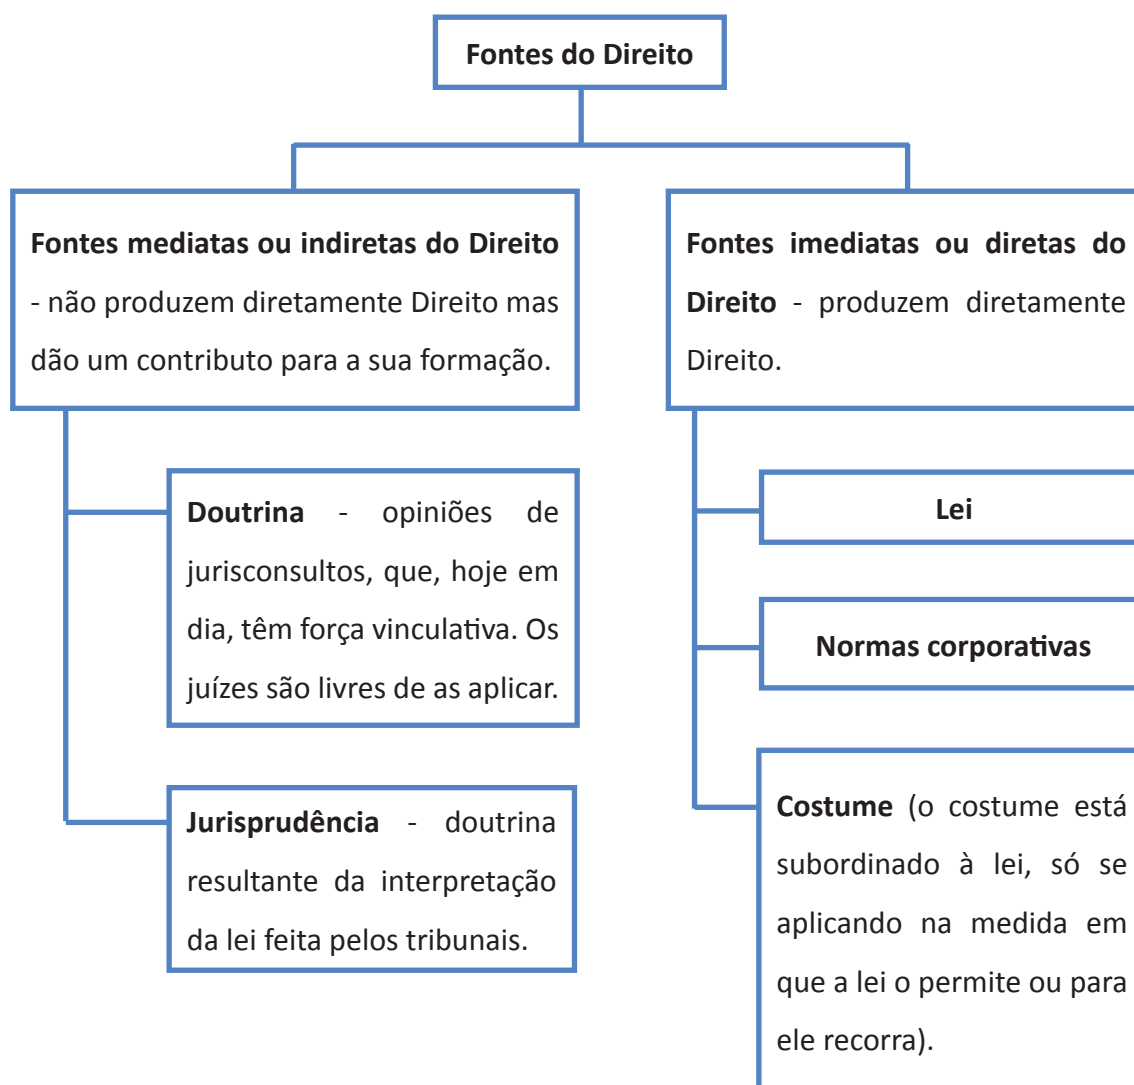 Fontes do Direito
Fontes mediatas ou indiretas do Direito
- não produzem diretamente Direito mas
dão um contributo para a sua formação.
Doutrina - opiniões de
jurisconsultos, que, hoje em
dia, têm força vinculativa. Os
juízes são livres de as aplicar.
Jurisprudência - doutrina
resultante da interpretação
da lei feita pelos tribunais.
Fontes imediatas ou diretas do
Direito - produzem diretamente
Direito.
Lei
Normas corporativas
Costume (o costume está
subordinado à lei, só se
aplicando na medida em
que a lei o permite ou para
ele recorra).